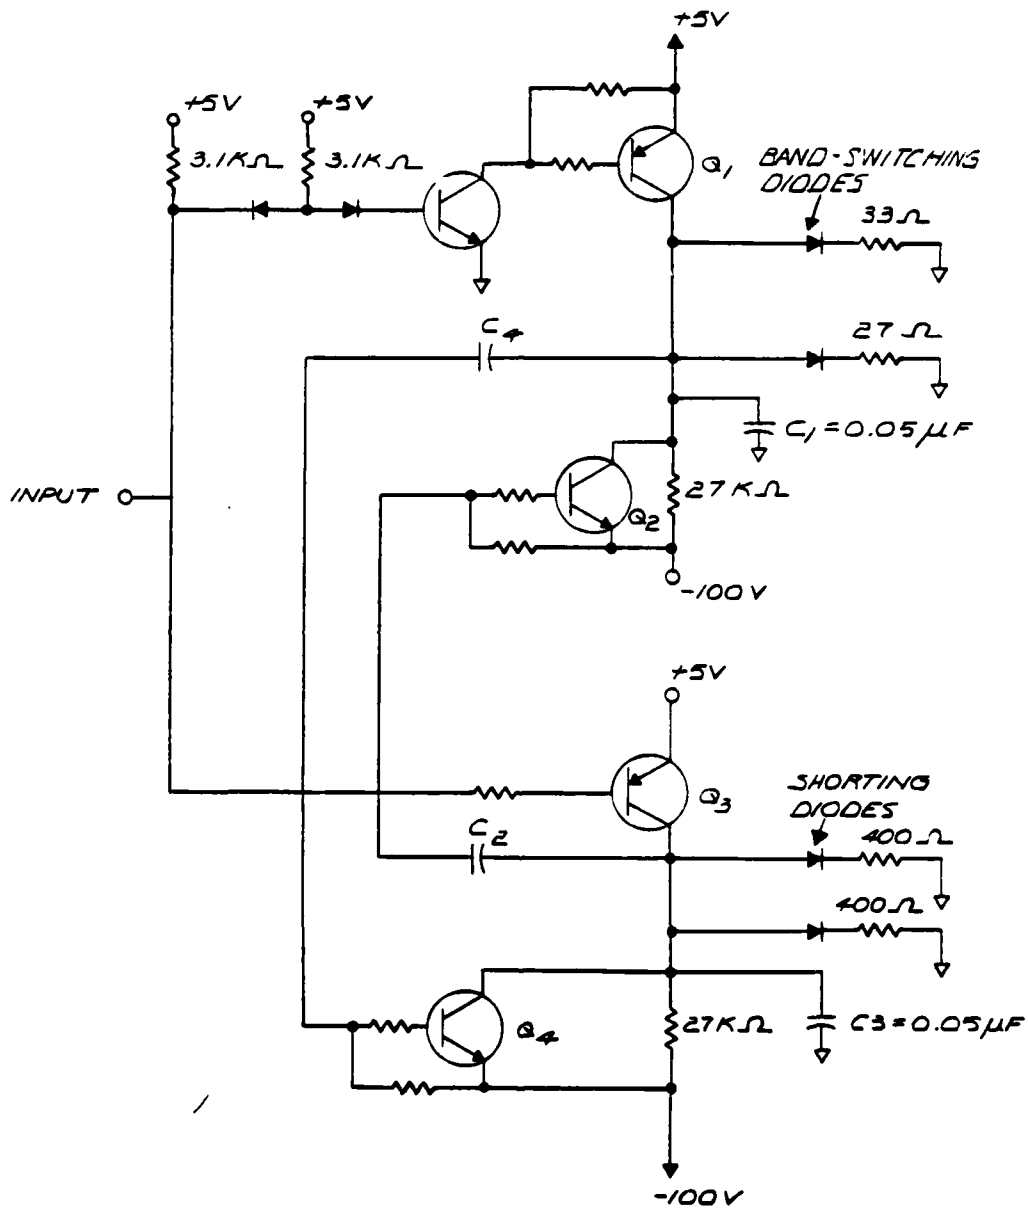 +5V
+5V
+5V
3.1KΩ
3.1KΩ
Q1
BAND-SWITCHING
DIODES
33Ω
C4
27Ω
C1=0.05µF
INPUT
Q2
27KΩ
-100V
+5V
Q3
SHORTING
DIODES
C2
400Ω
400Ω
Q4
27KΩ
C3=0.05µF
-100V